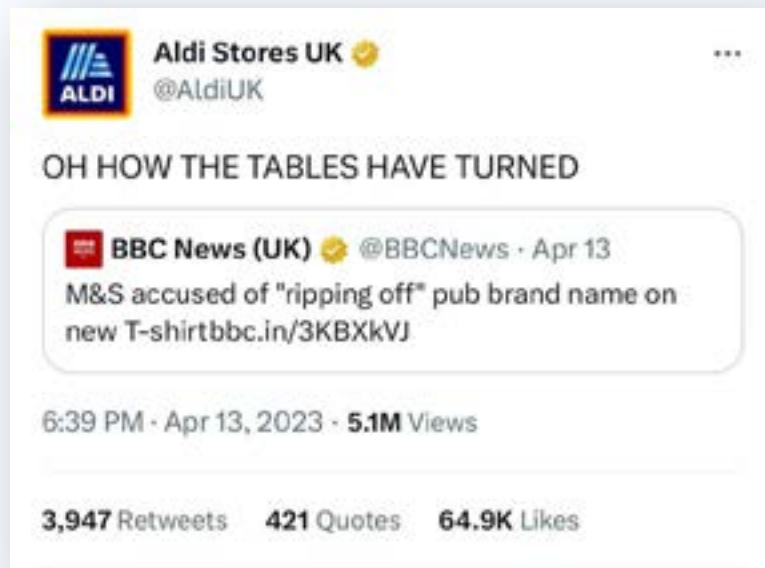 Aldi Stores UK
ALDI
@AldiUK
OH HOW THE TABLES HAVE TURNED
BBC News (UK) @BBCNews · Apr 13
M&S accused of "ripping off" pub brand name on
new T-shirtbbc.in/3KBXkVJ
6:39 PM · Apr 13, 2023 · 5.1M Views
3,947 Retweets 421 Quotes 64.9K Likes